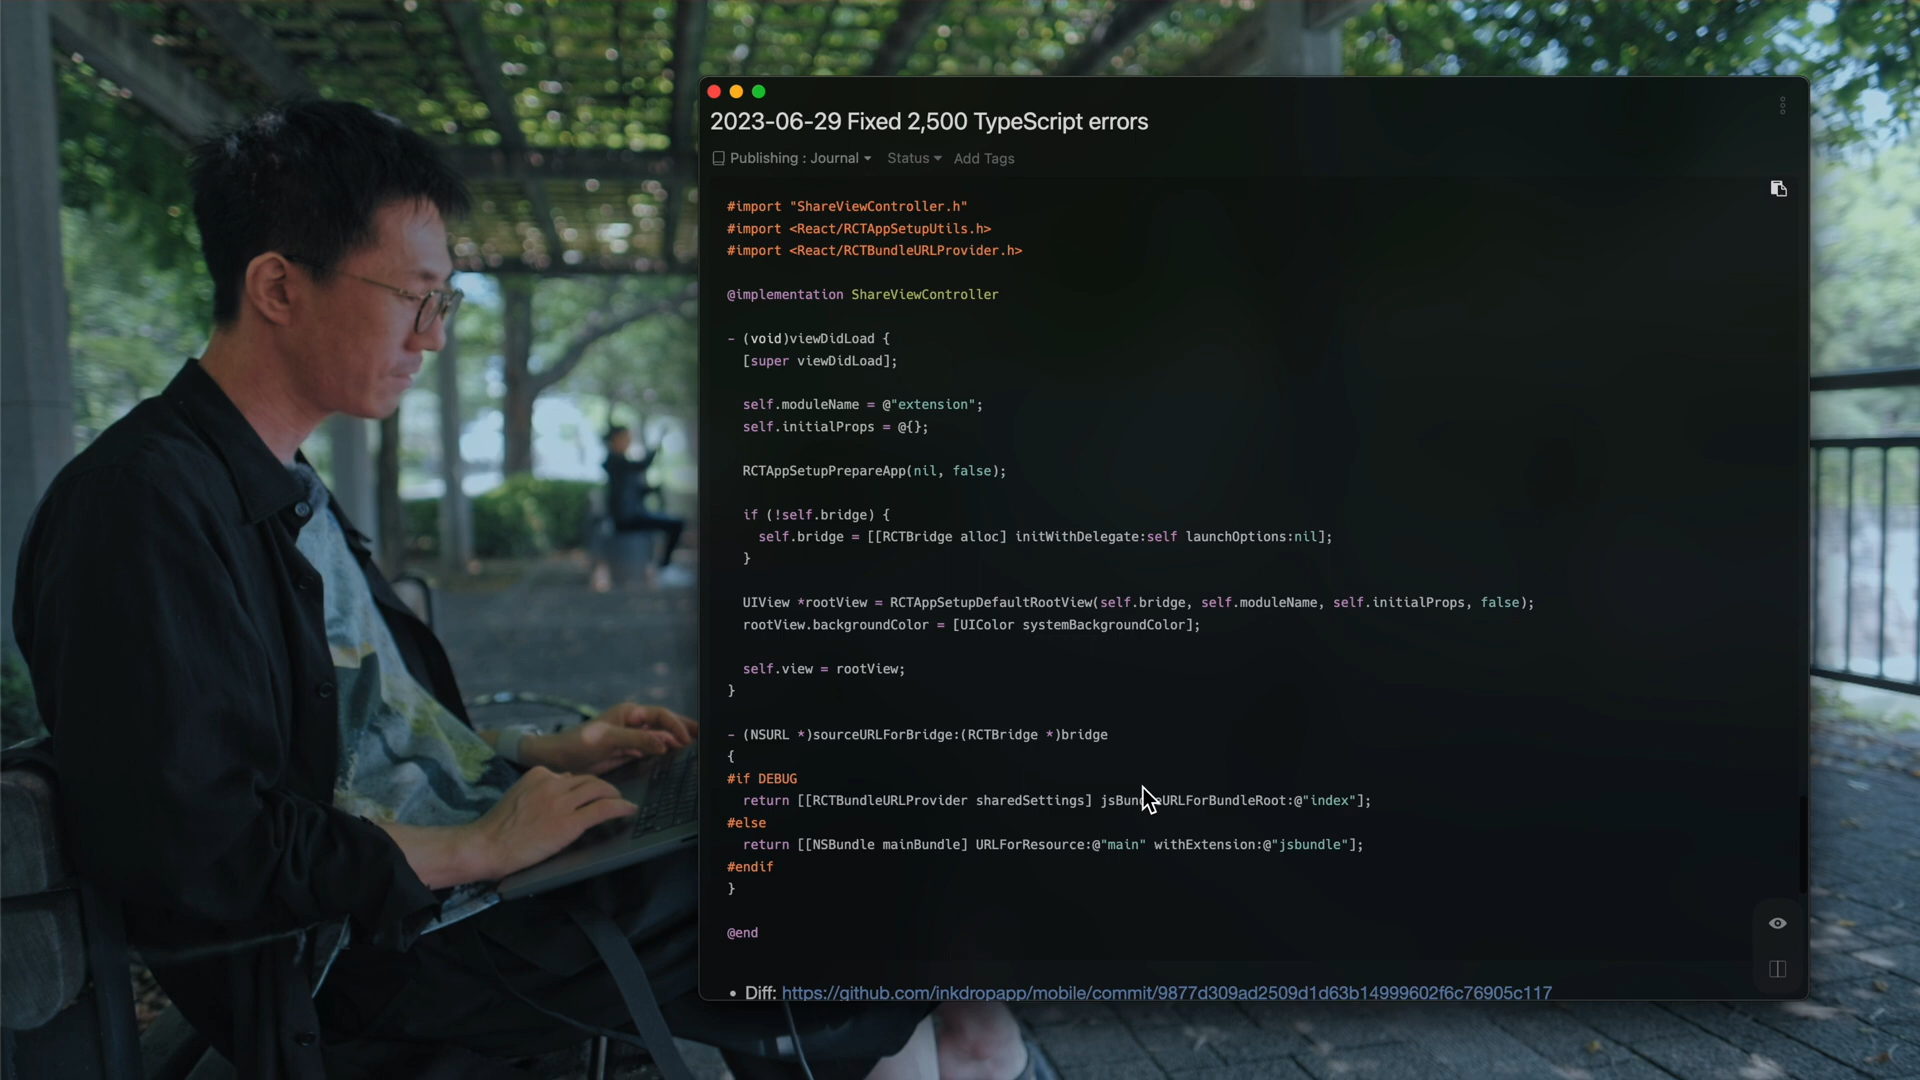 2023-06-29 Fixed 2,500 TypeScript errors
Publishing : Journal Status Add Tags
#import "ShareViewController.h"
#import <React/RCTAppSetupUtils.h>
#import <React/RCTBundleURLProvider.h>
@implementation ShareViewController
- (void)viewDidLoad {
[super viewDidLoad];
self.moduleName = @"extension";
self.initialProps = @{};
RCTAppSetupPrepareApp(nil, false);
if (!self.bridge) {
self.bridge = [[RCTBridge alloc] initWithDelegate:self launchOptions:nil];
}
UIView *rootView = RCTAppSetupDefaultRootView(self.bridge, self.moduleName, self.initialProps, false);
rootView.backgroundColor = [UIColor systemBackgroundColor];
self.view = rootView;
}
- (NSURL *)sourceURLForBridge:(RCTBridge *)bridge
{
#if DEBUG
return [[RCTBundleURLProvider sharedSettings] jsBundleURLForBundleRoot:@"index"];
#else
return [[NSBundle mainBundle] URLForResource:@"main" withExtension:@"jsbundle"];
#endif
}
@end
• Diff: https://github.com/inkdropapp/mobile/commit/9877d309ad2509d1d63b14999602f6c76905c117